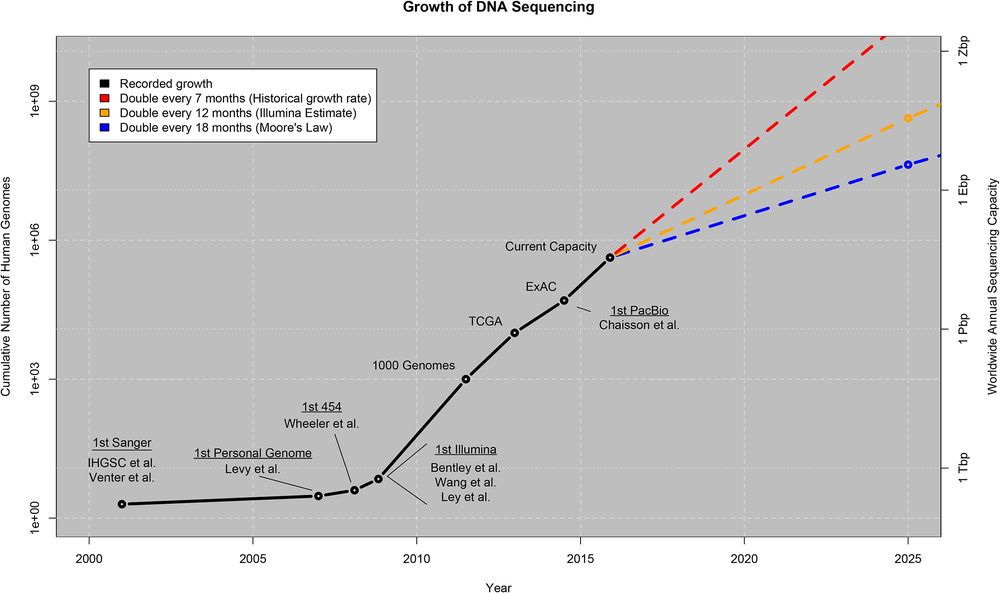 Growth of DNA Sequencing
Recorded growth
Double every 7 months (Historical growth rate)
Double every 12 months (Illumina Estimate)
Double every 18 months (Moore's Law)
Cumulative Number of Human Genomes
1e+09
1e+06
1e+03
1e+00
Worldwide Annual Sequencing Capacity
1 Zbp
1 Ebp
1 Pbp
1 Tbp
Current Capacity
ExAC
1st PacBio
Chaisson et al.
TCGA
1000 Genomes
1st 454
Wheeler et al.
1st Sanger
IHGSC et al.
Venter et al.
1st Personal Genome
Levy et al.
1st Illumina
Bentley et al.
Wang et al.
Ley et al.
2000 2005 2010 2015 2020 2025
Year